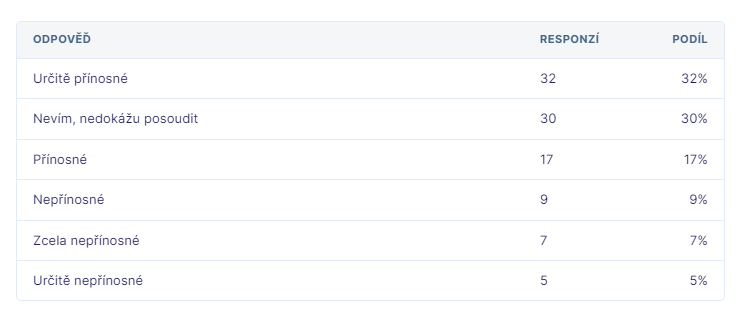 ODPOVĚĎ RESPONZÍ PODÍL
Určitě přínosné 32 32%
Nevím, nedokážu posoudit 30 30%
Přínosné 17 17%
Nepřínosné 9 9%
Zcela nepřínosné 7 7%
Určitě nepřínosné 5 5%